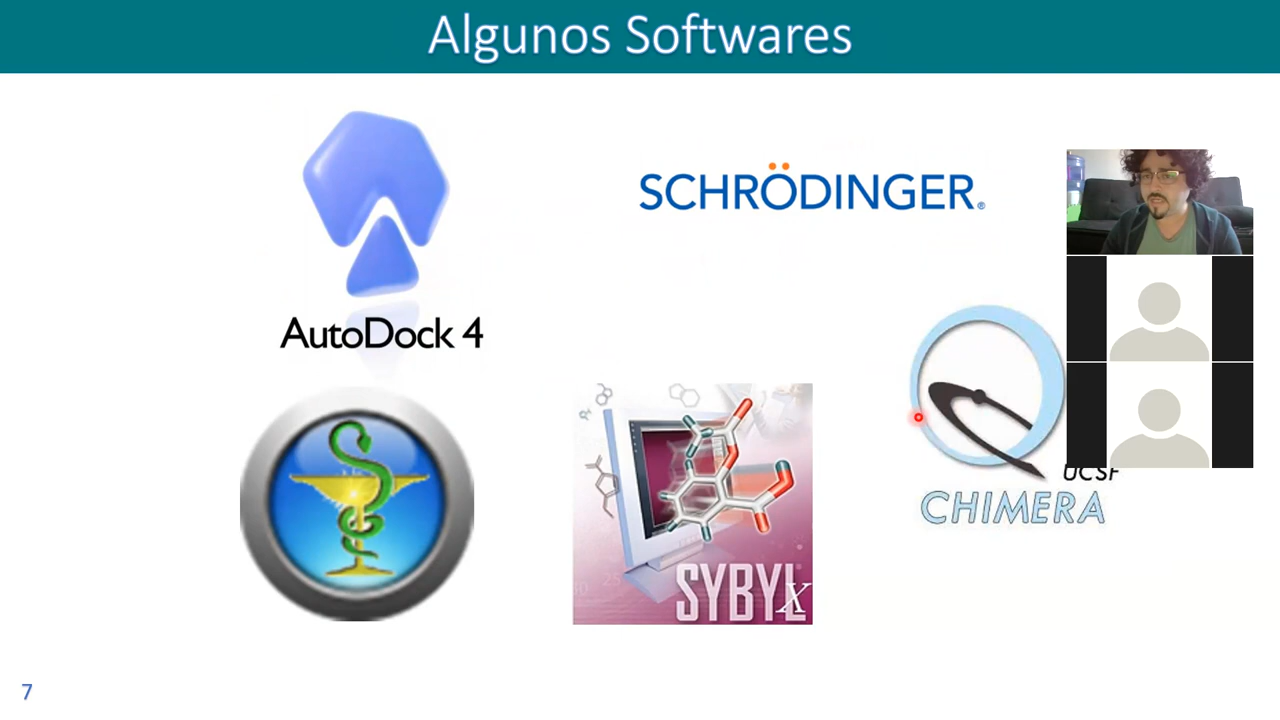 Algunos Softwares
SCHRÖDINGER®
AutoDock 4
UCSF
CHIMERA
SYBYL X
7